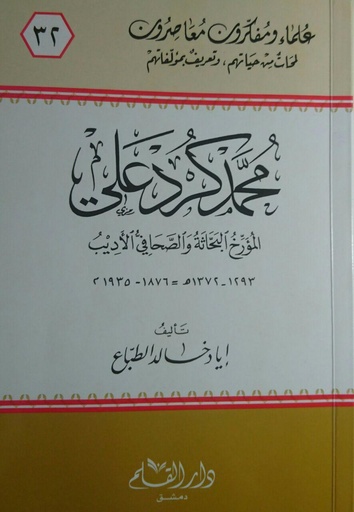 ٣٢
علماء ومفكرون معاصرون
لمحات من حياتهم، وتعريف بمؤلفاتهم
محمد كرد علي
المؤرخ البحاثة والصحافي الأديب
١٢٩٣ - ١٣٧٢ هـ = ١٨٧٦ - ١٩٣٥ م
تأليف
إياد خالد الطباع
دار القلم
دمشق